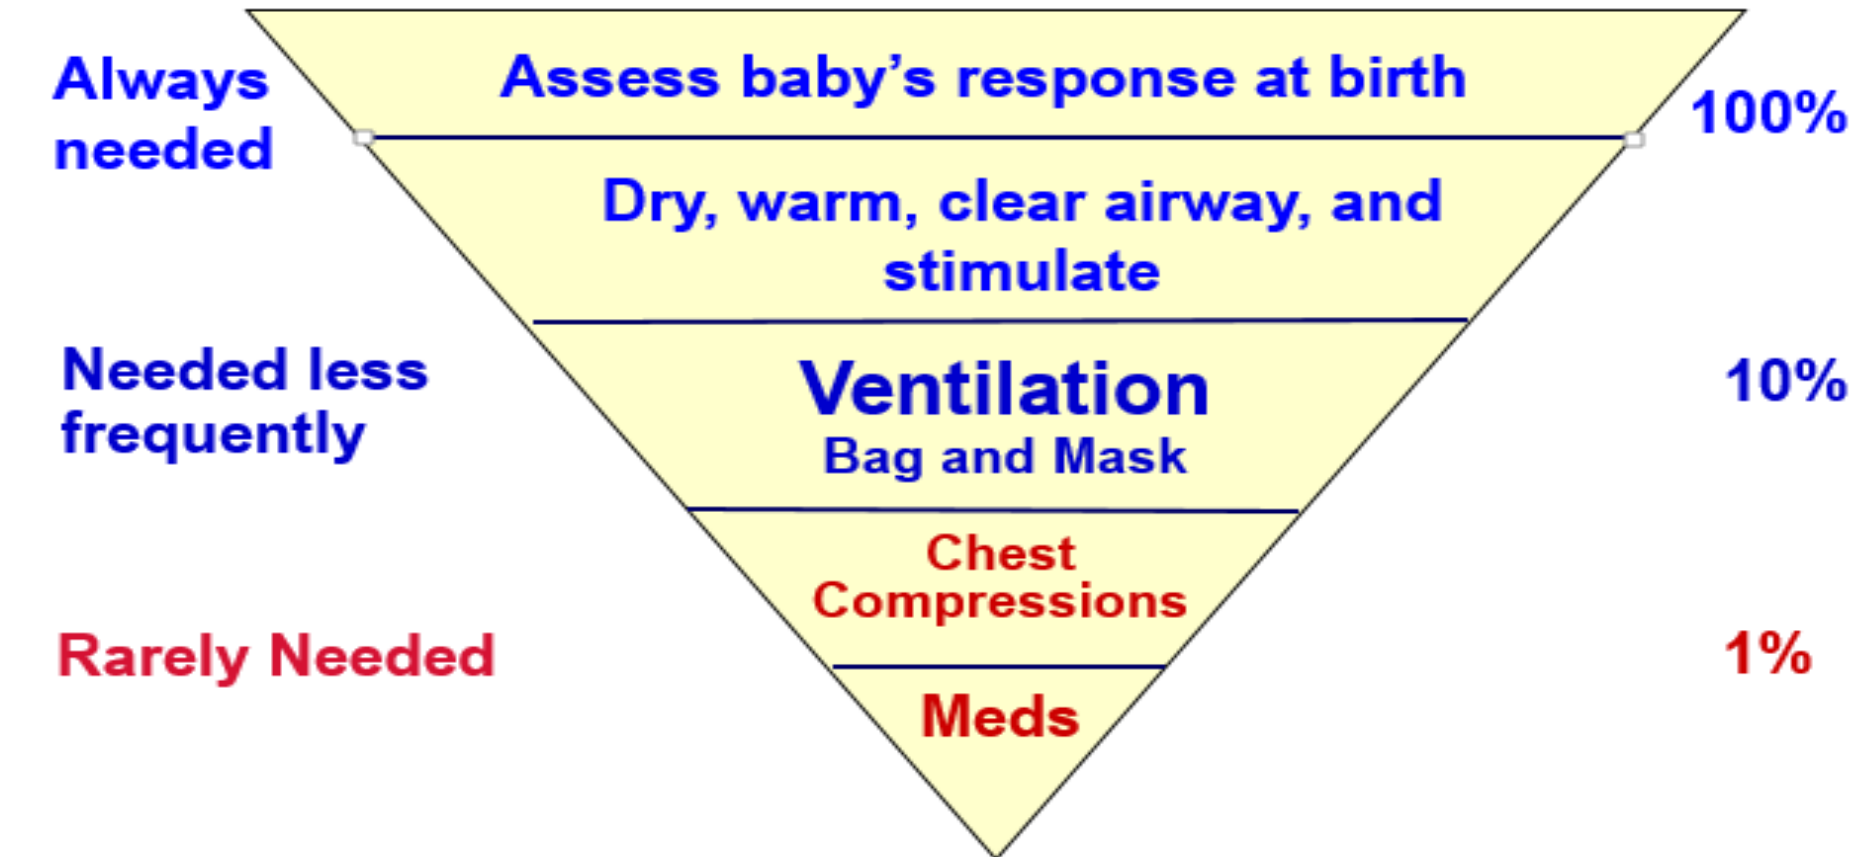 Always
needed
Assess baby’s response at birth
100%
Dry, warm, clear airway, and
stimulate
Needed less
frequently
Ventilation
Bag and Mask
10%
Chest
Compressions
Rarely Needed
1%
Meds